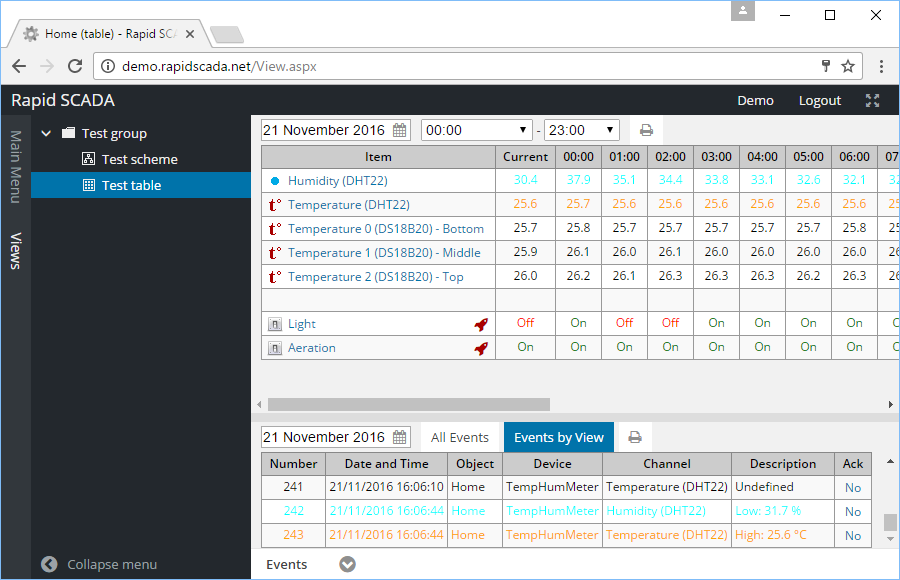 Home (table) - Rapid SCA
demo.rapidscada.net/View.aspx
Rapid SCADA Demo Logout
Main Menu
Views
Test group
Test scheme
Test table
Collapse menu
21 November 2016 00:00 - 23:00
Item Current 00:00 01:00 02:00 03:00 04:00 05:00 06:00 07
Humidity (DHT22) 30.4 37.9 35.1 34.4 33.8 33.1 32.6 32.1 32
Temperature (DHT22) 25.6 25.7 25.6 25.6 25.6 25.6 25.6 25.6 25
Temperature 0 (DS18B20) - Bottom 25.7 25.8 25.7 25.7 25.7 25.7 25.7 25.8 25
Temperature 1 (DS18B20) - Middle 25.9 26.1 26.0 26.1 26.0 26.0 26.0 26.0 26
Temperature 2 (DS18B20) - Top 26.0 26.2 26.1 26.3 26.3 26.3 26.2 26.3 26
Light Off On Off Off On On On On
Aeration On On On On On On On On
21 November 2016 All Events Events by View
Number Date and Time Object Device Channel Description Ack
241 21/11/2016 16:06:10 Home TempHumMeter Temperature (DHT22) Undefined No
242 21/11/2016 16:06:44 Home TempHumMeter Humidity (DHT22) Low: 31.7 % No
243 21/11/2016 16:06:44 Home TempHumMeter Temperature (DHT22) High: 25.6 °C No
Events